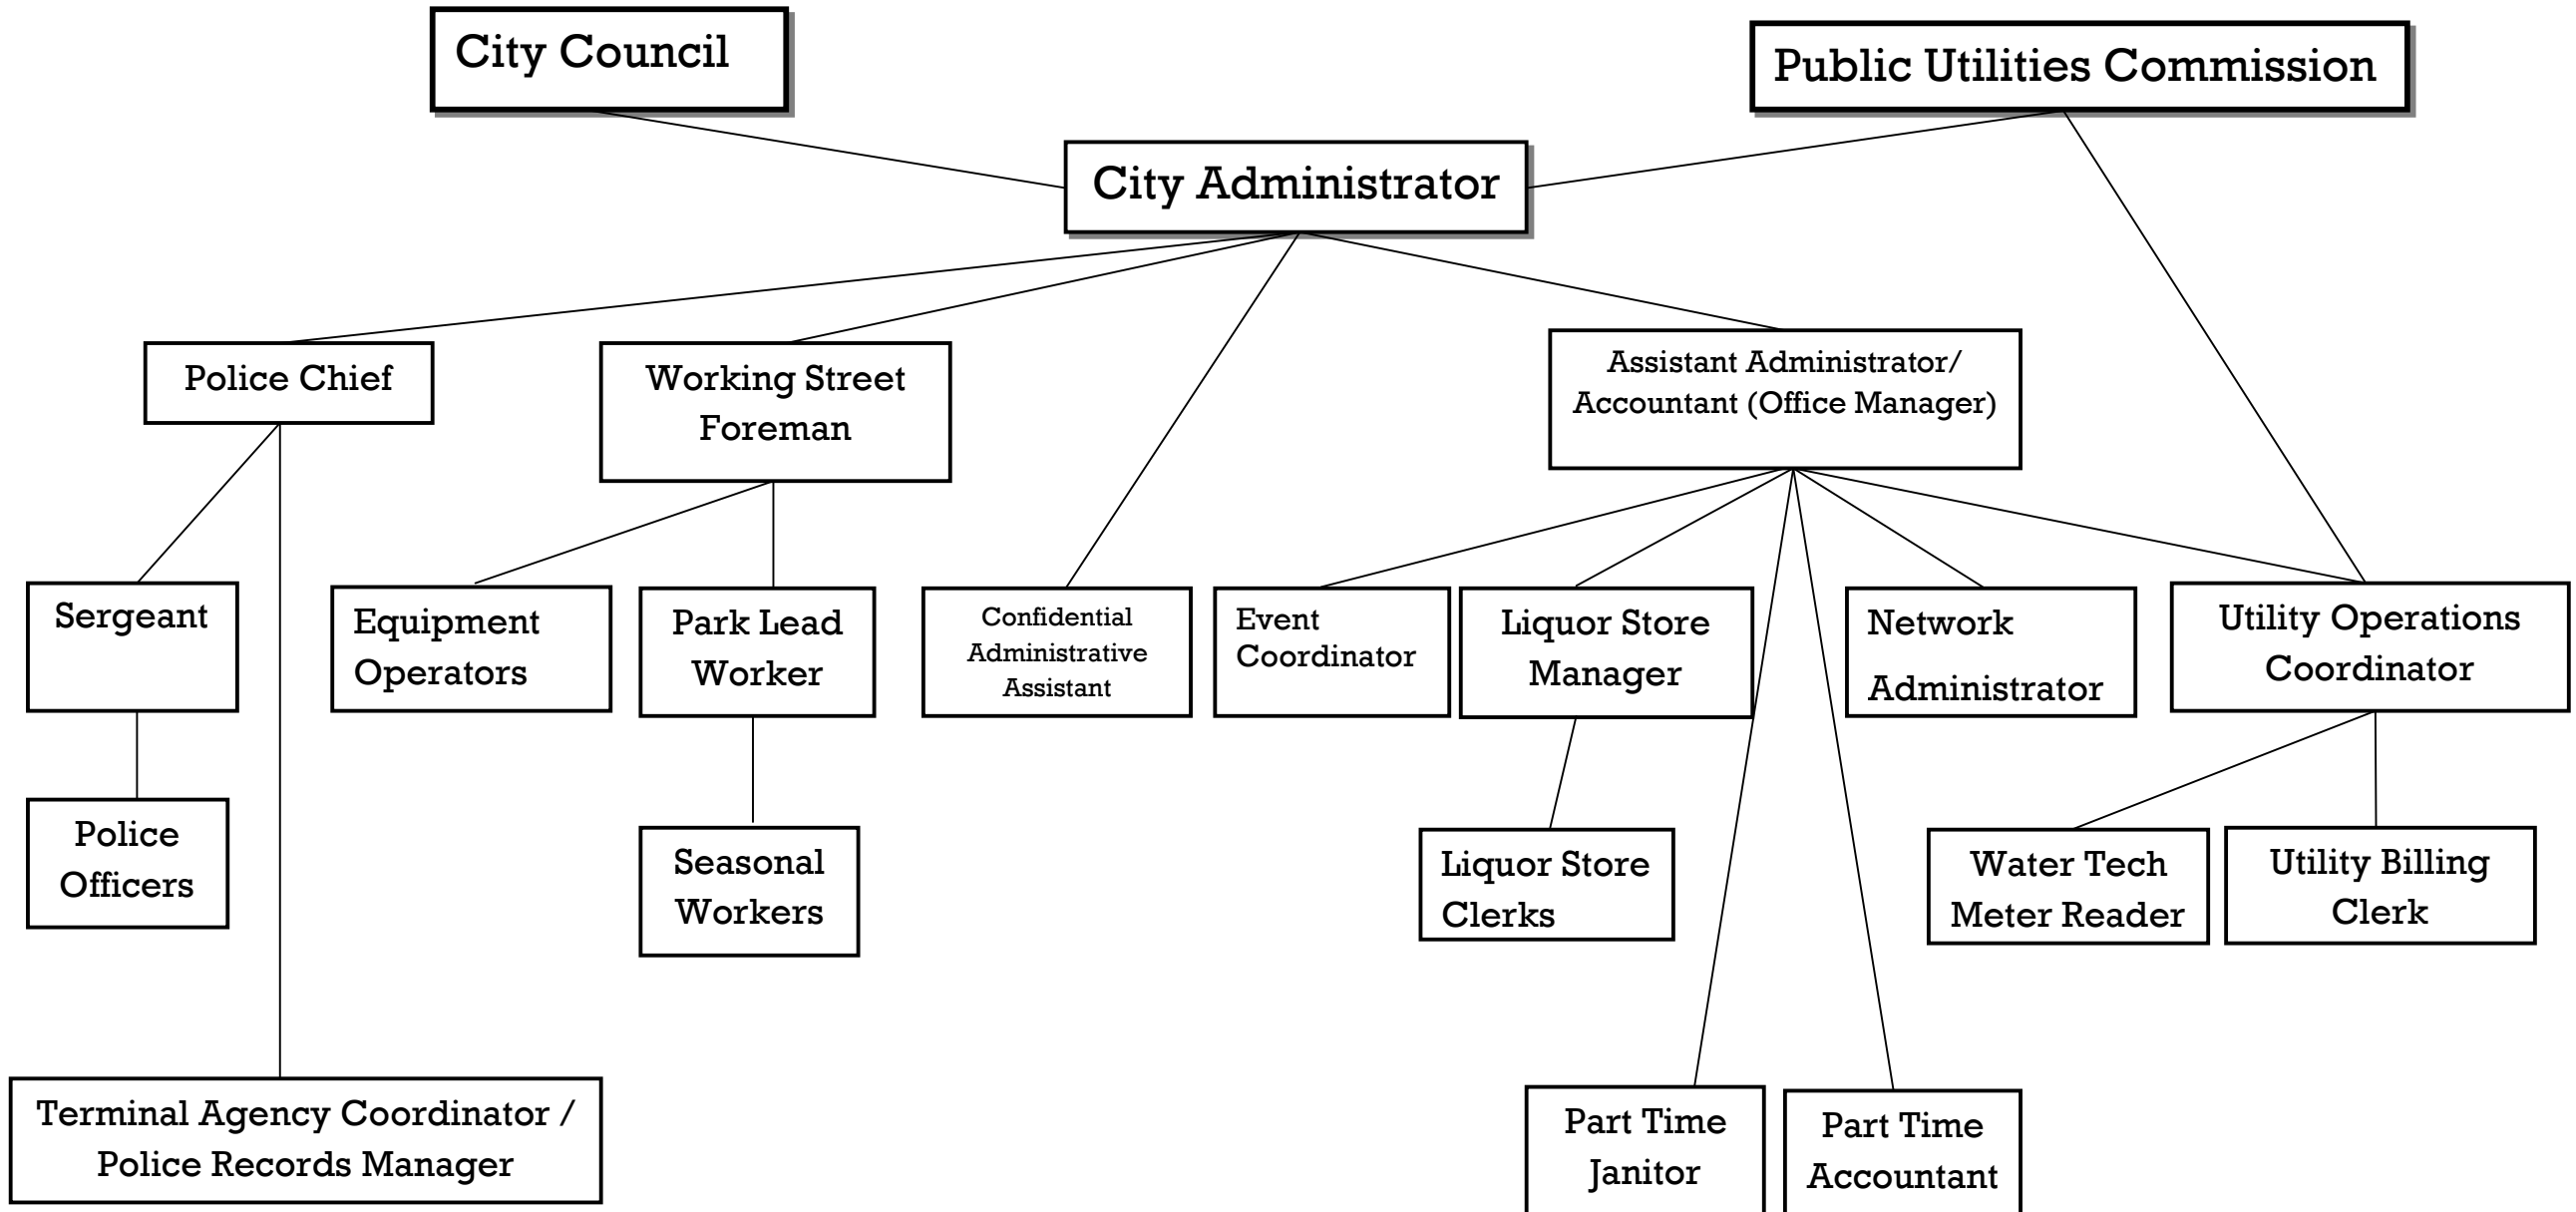 City Council
Public Utilities Commission
City Administrator
Police Chief
Working Street
Foreman
Assistant Administrator/
Accountant (Office Manager)
Sergeant
Equipment
Operators
Park Lead
Worker
Confidential
Administrative
Assistant
Event
Coordinator
Liquor Store
Manager
Network
Administrator
Utility Operations
Coordinator
Police
Officers
Seasonal
Workers
Liquor Store
Clerks
Water Tech
Meter Reader
Utility Billing
Clerk
Terminal Agency Coordinator /
Police Records Manager
Part Time
Janitor
Part Time
Accountant